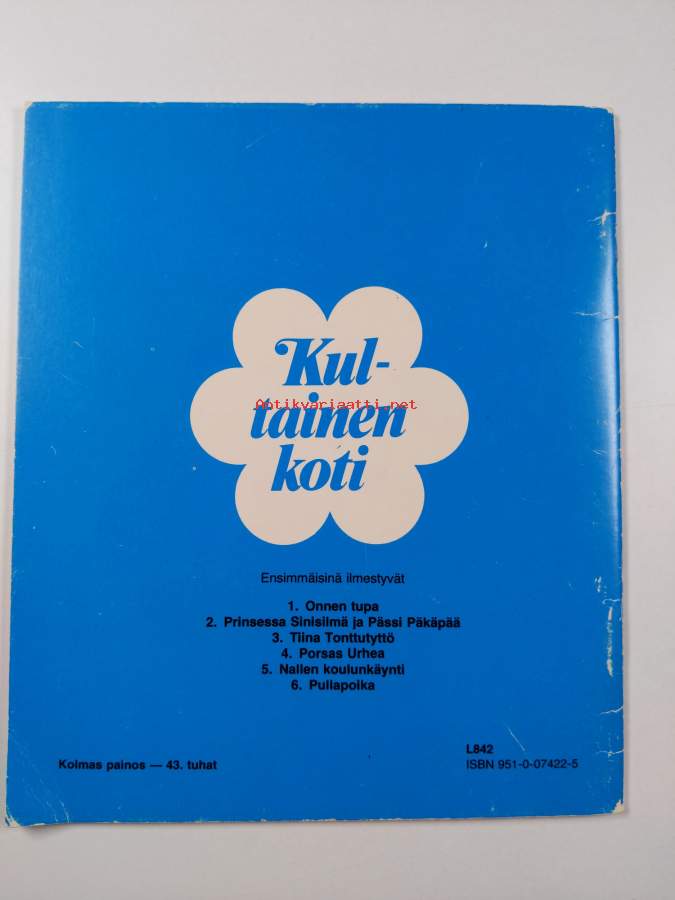 Kul-
Antikvariaatti.net
tainen
koti
Ensimmäisinä ilmestyvät
1. Onnen tupa
2. Prinsessa Sinisilmä ja Pässi Päkäpää
3. Tiina Tonttutyttö
4. Porsas Urhea
5. Nallen koulunkäynti
6. Pullapoika
Kolmas painos — 43. tuhat
L842
ISBN 951-0-07422-5